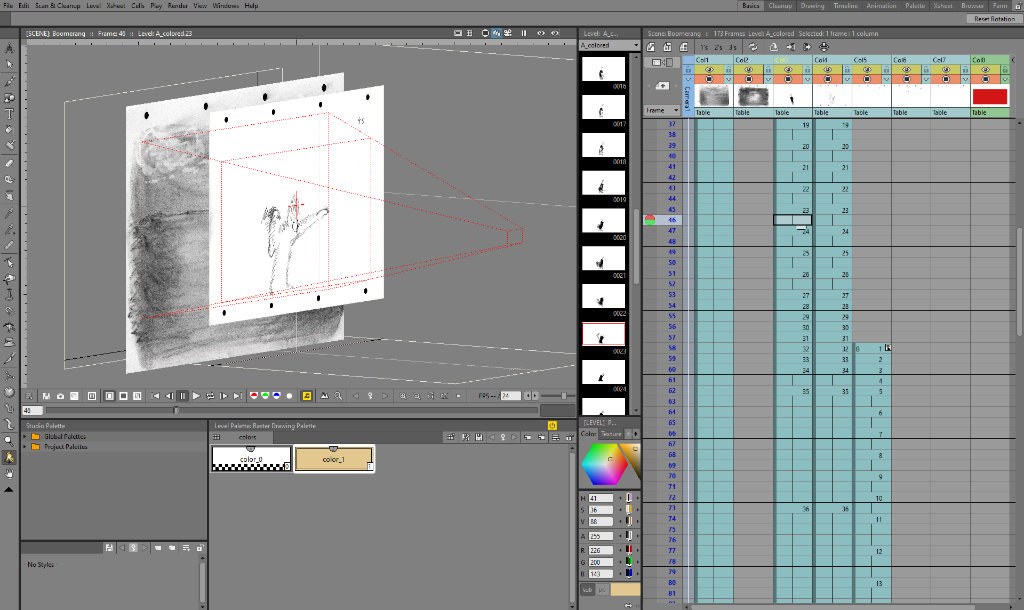 File Edit Scan & Cleanup Level Xsheet Cells Play Render View Windows Help
Basics Cleanup Drawing Timeline Animation Palette Xsheet Browser Farm
Reset Rotation
[SCENE] Boomerang :: Frame: 46 :: Level: A_colored.23
Level: A_c...
Scene: Boomerang :: 173 Frames Level: A_colored Selected: 1 frame : 1 column
A_colored
1's 2's 3's
Col1 Col2 Col3 Col4 Col5 Col6 Col7 Col8
Camera1
Frame
Table Table Table Table Table Table Table Table
45
0016
0017
0018
0019
0020
0021
0022
0023
0024
37 19 19
38
39 20 20
40
41 21 21
42
43 22 22
44
45 23 23
46
47 24 24
48
49 25 25
50
51 26 26
52
53 27 27
54 28 28
55 29 29
56 30 30
57 31 31
58 32 32 B 1
59 33 33 2
60 34 34 3
61 4
62 35 35 5
63
64 6
65
66 7
67
68 8
69
70 9
71
72 10
73 36 36
74 11
75
76
77 12
78
79
80 13
81
FPS -- / 24
46
Studio Palette
Global Palettes
Project Palettes
No Styles
Level Palette: Raster Drawing Palette
colors
color_0 0
color_1 1
[LEVEL] P...
Color Texture
H 41
S 36
V 88
A 255
R 226
G 200
B 143